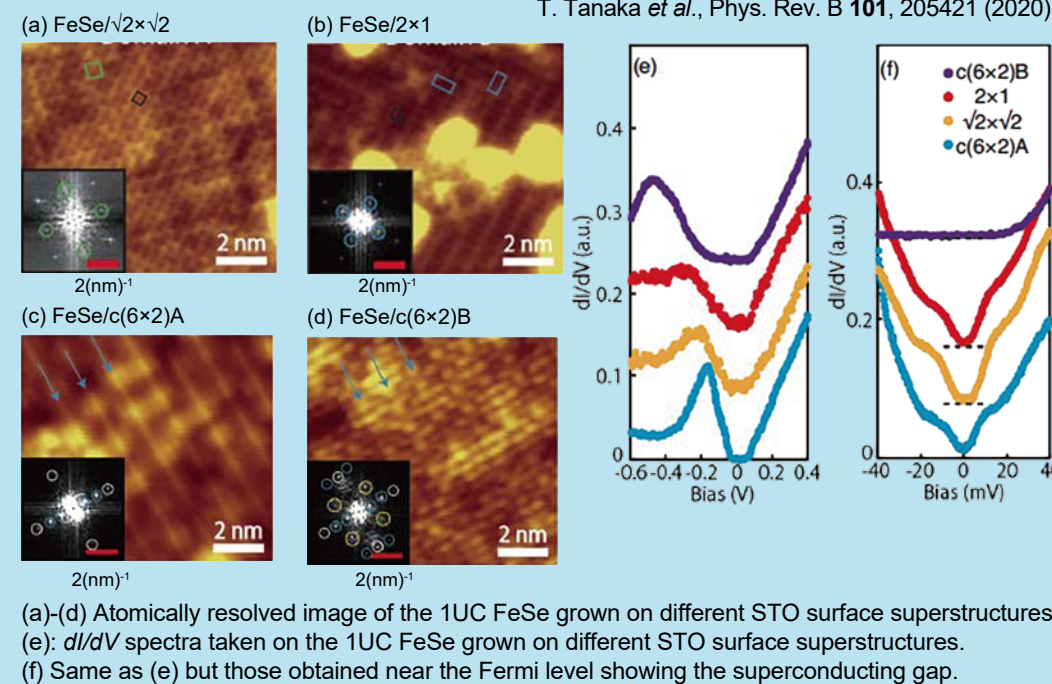 T. Tanaka et al., Phys. Rev. B 101, 205421 (2020)
(a) FeSe/√2×√2
(b) FeSe/2×1
2 nm
2 nm
2(nm)-1
2(nm)-1
(c) FeSe/c(6×2)A
(d) FeSe/c(6×2)B
2 nm
2 nm
2(nm)-1
2(nm)-1
(e)
dI/dV (a.u.)
0.4
0.3
0.2
0.1
0
-0.6 -0.4 -0.2 0 0.2 0.4
Bias (V)
(f)
c(6×2)B
2×1
√2×√2
c(6×2)A
dI/dV (a.u.)
0.4
0.2
0
-40 -20 0 20 40
Bias (mV)
(a)-(d) Atomically resolved image of the 1UC FeSe grown on different STO surface superstructures
(e): dI/dV spectra taken on the 1UC FeSe grown on different STO surface superstructures.
(f) Same as (e) but those obtained near the Fermi level showing the superconducting gap.